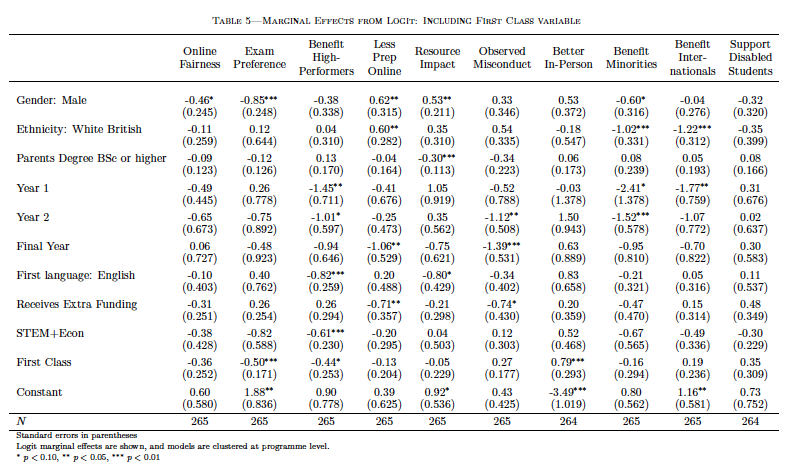 TABLE 5—MARGINAL EFFECTS FROM LOGIT: INCLUDING FIRST CLASS VARIABLE
Online Fairness Exam Preference Benefit High-Performers Less Prep Online Resource Impact Observed Misconduct Better In-Person Benefit Minorities Benefit Inter-nationals Support Disabled Students
Gender: Male -0.46* -0.85*** -0.38 0.62** 0.53** 0.33 0.53 -0.60* -0.04 -0.32
(0.245) (0.248) (0.338) (0.315) (0.211) (0.346) (0.372) (0.316) (0.276) (0.320)
Ethnicity: White British -0.11 0.12 0.04 0.60** 0.35 0.54 -0.18 -1.02*** -1.22*** -0.35
(0.259) (0.644) (0.310) (0.282) (0.310) (0.335) (0.547) (0.331) (0.312) (0.399)
Parents Degree BSc or higher -0.09 -0.12 0.13 -0.04 -0.30*** -0.34 0.06 0.08 0.05 0.08
(0.123) (0.126) (0.170) (0.164) (0.113) (0.223) (0.173) (0.239) (0.193) (0.166)
Year 1 -0.49 0.26 -1.45** -0.41 1.05 -0.52 -0.03 -2.41* -1.77** 0.31
(0.445) (0.778) (0.711) (0.676) (0.919) (0.788) (1.378) (1.378) (0.759) (0.676)
Year 2 -0.65 -0.75 -1.01* -0.25 0.35 -1.12** 1.50 -1.52*** -1.07 0.02
(0.673) (0.892) (0.597) (0.473) (0.562) (0.508) (0.943) (0.578) (0.772) (0.637)
Final Year 0.06 -0.48 -0.94 -1.06** -0.75 -1.39*** 0.63 -0.95 -0.70 0.30
(0.727) (0.923) (0.646) (0.529) (0.621) (0.531) (0.889) (0.810) (0.822) (0.583)
First language: English -0.10 0.40 -0.82*** 0.20 -0.80* -0.34 0.83 -0.21 0.05 0.11
(0.403) (0.762) (0.259) (0.488) (0.429) (0.402) (0.658) (0.321) (0.316) (0.537)
Receives Extra Funding -0.31 0.26 0.26 -0.71** -0.21 -0.74* 0.20 -0.47 0.15 0.48
(0.251) (0.254) (0.294) (0.357) (0.298) (0.430) (0.359) (0.470) (0.314) (0.349)
STEM+Econ -0.38 -0.82 -0.61*** -0.20 0.04 0.12 0.52 -0.67 -0.49 -0.30
(0.428) (0.588) (0.230) (0.295) (0.503) (0.303) (0.468) (0.565) (0.336) (0.229)
First Class -0.36 -0.50*** -0.44* -0.13 -0.05 0.27 0.79*** -0.16 0.19 0.35
(0.252) (0.171) (0.253) (0.204) (0.229) (0.177) (0.293) (0.294) (0.236) (0.309)
Constant 0.60 1.88** 0.90 0.39 0.92* 0.43 -3.49*** 0.80 1.16** 0.73
(0.580) (0.836) (0.778) (0.625) (0.536) (0.425) (1.019) (0.562) (0.581) (0.752)
N 265 265 265 265 265 265 264 265 265 264
Standard errors in parentheses
Logit marginal effects are shown, and models are clustered at programme level.
* p < 0.10, ** p < 0.05, *** p < 0.01